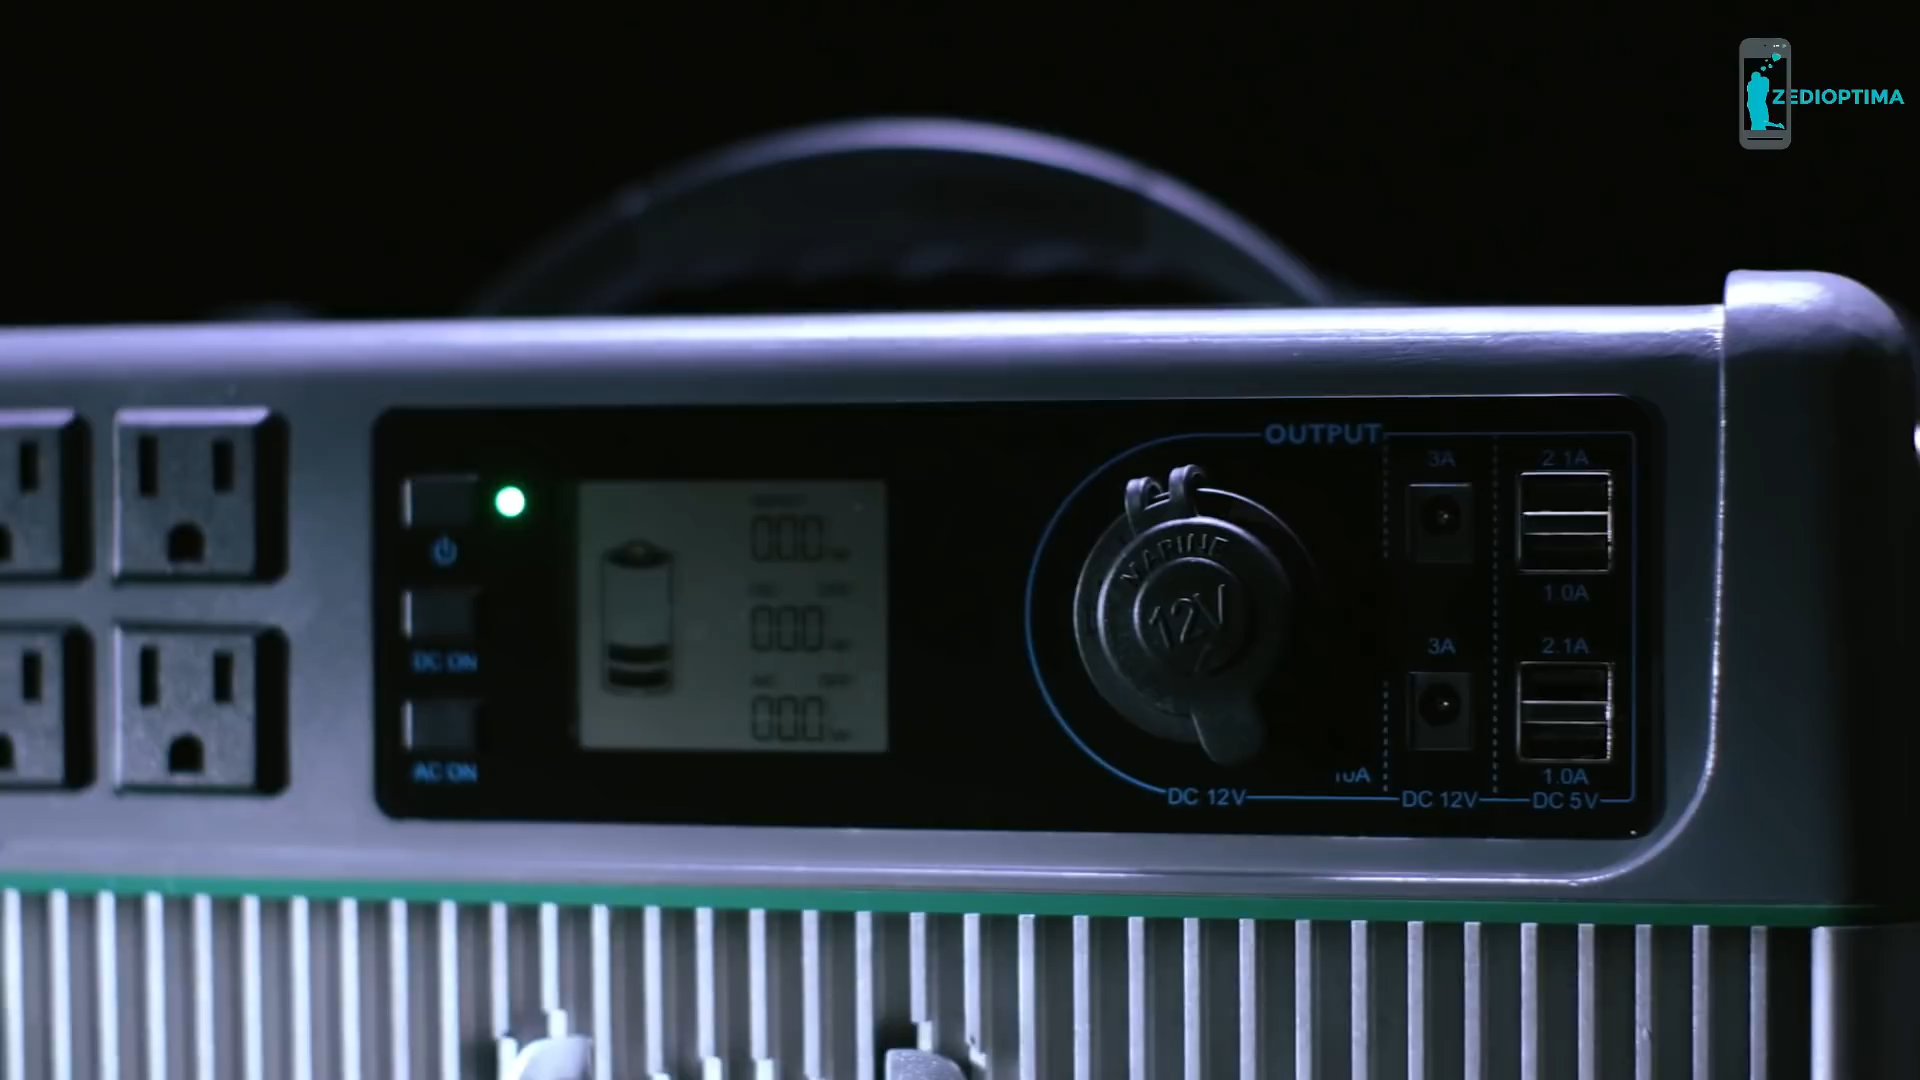 ZEDIOPTIMA
OUTPUT
3A
2.1A
MARINE
12V
1.0A
DC ON
3A
2.1A
AC ON
10A
1.0A
DC 12V
DC 12V
DC 5V
000
000
000